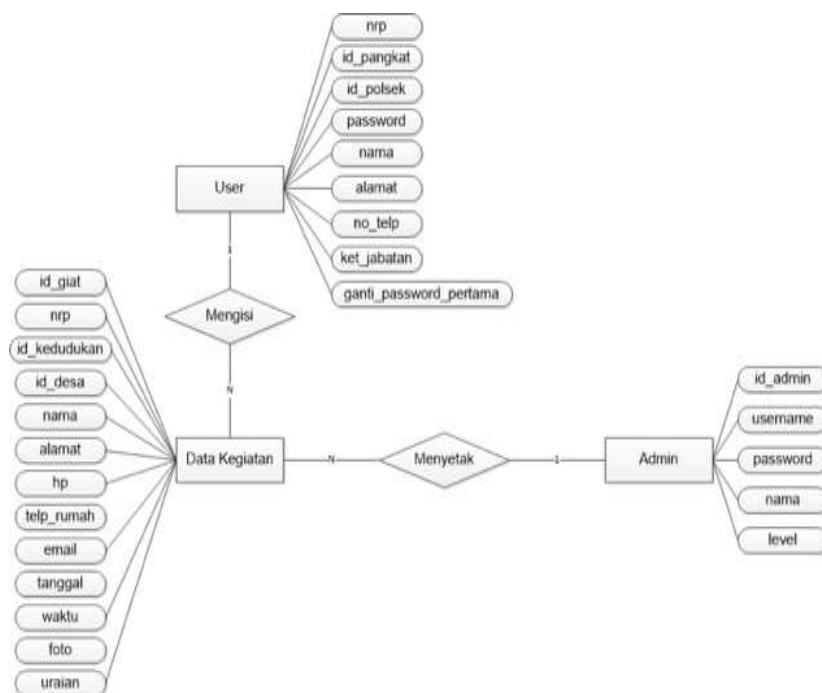 nrp
id_pangkat
id_polsek
password
nama
User
alamat
no_telp
ket_jabatan
ganti_password_pertama
1
Mengisi
N
id_giat
nrp
id_kedudukan
id_desa
nama
alamat
hp
telp_rumah
email
tanggal
waktu
foto
uraian
Data Kegiatan
N
Menyetak
1
Admin
id_admin
username
password
nama
level